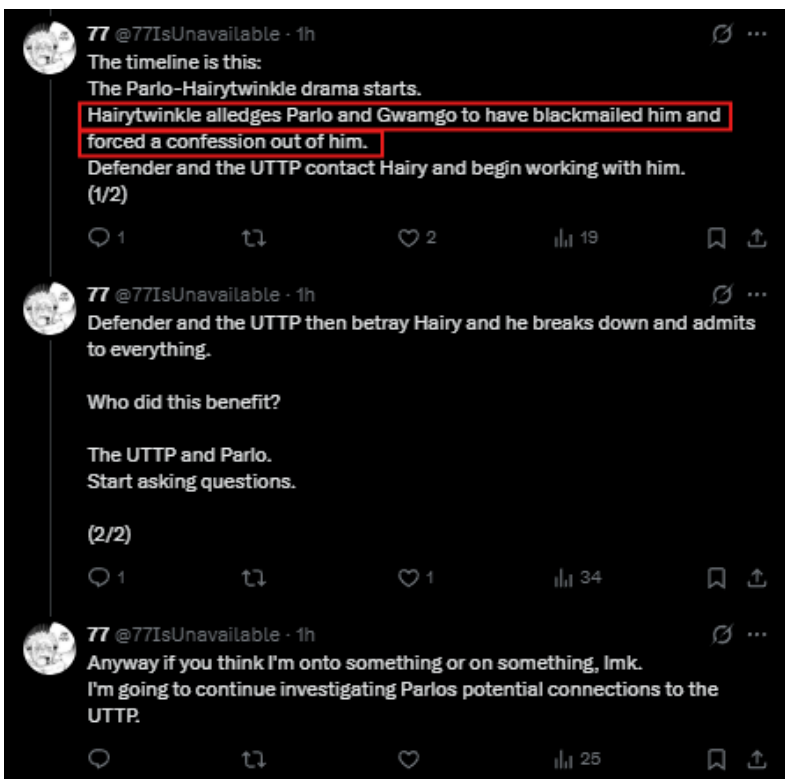 77 @77IsUnavailable · 1h
The timeline is this:
The Parlo-Hairytwinkle drama starts.
Hairytwinkle alledges Parlo and Gwamgo to have blackmailed him and
forced a confession out of him.
Defender and the UTTP contact Hairy and begin working with him.
(1/2)
1 2 19
77 @77IsUnavailable · 1h
Defender and the UTTP then betray Hairy and he breaks down and admits
to everything.
Who did this benefit?
The UTTP and Parlo.
Start asking questions.
(2/2)
1 1 34
77 @77IsUnavailable · 1h
Anyway if you think I'm onto something or on something, lmk.
I'm going to continue investigating Parlos potential connections to the
UTTP.
25